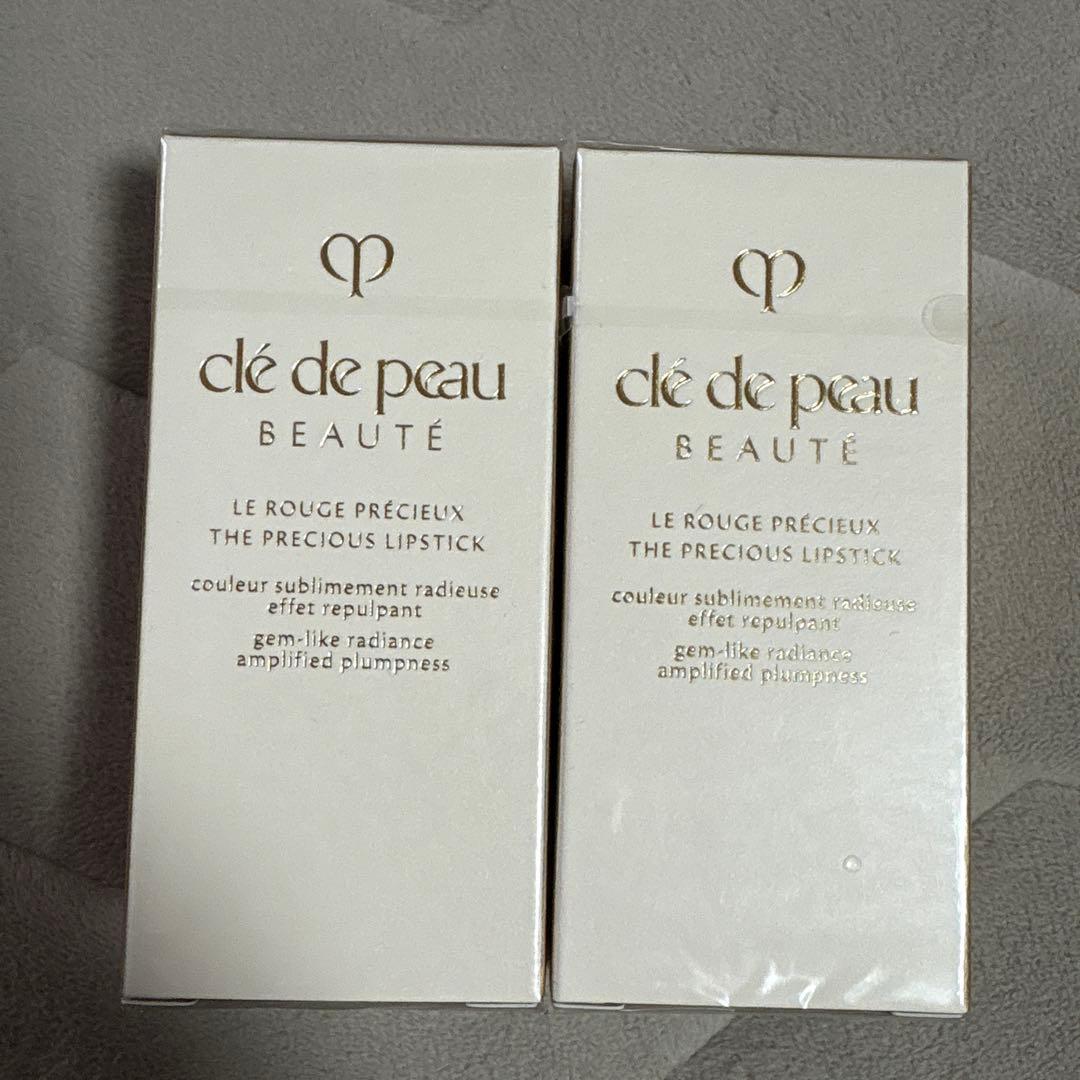 clé de peau
BEAUTÉ
LE ROUGE PRÉCIEUX
THE PRECIOUS LIPSTICK
couleur sublimement radieuse
effet repulpant
gem-like radiance
amplified plumpness
clé de peau
BEAUTÉ
LE ROUGE PRÉCIEUX
THE PRECIOUS LIPSTICK
couleur sublimement radieuse
effet repulpant
gem-like radiance
amplified plumpness